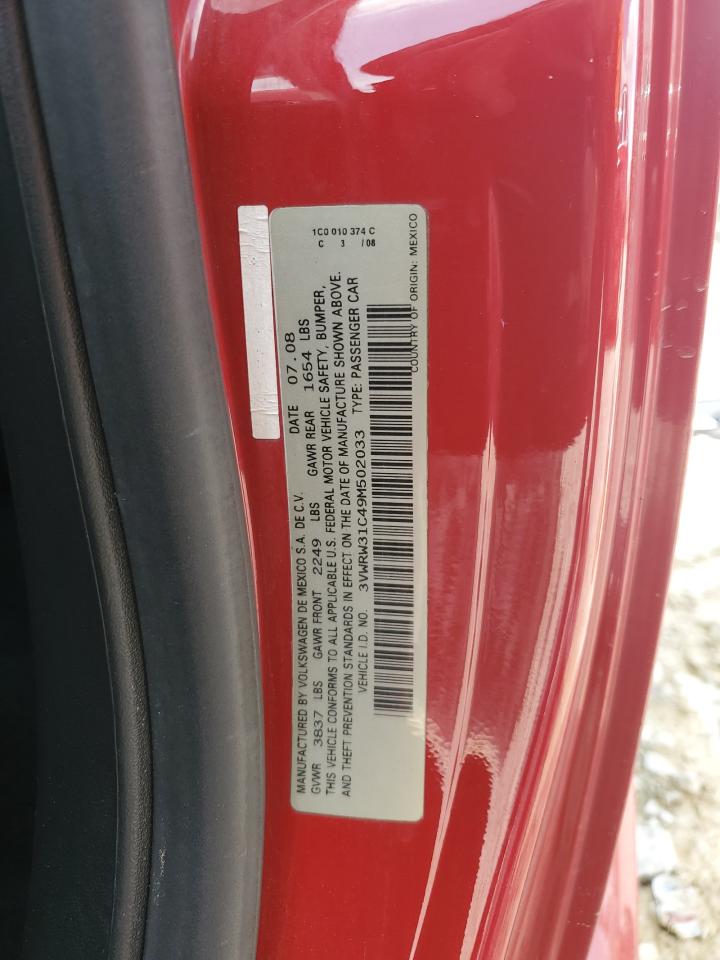 1C0 010 374 C
C 3 /08
MANUFACTURED BY VOLKSWAGEN DE MEXICO S.A. DE C.V. DATE 07.08
GVWR 3837 LBS GAWR FRONT 2249 LBS GAWR REAR 1654 LBS
THIS VEHICLE CONFORMS TO ALL APPLICABLE U.S. FEDERAL MOTOR VEHICLE SAFETY, BUMPER,
AND THEFT PREVENTION STANDARDS IN EFFECT ON THE DATE OF MANUFACTURE SHOWN ABOVE.
VEHICLE I.D. NO. 3VWRW31C49M502033 TYPE: PASSENGER CAR
COUNTRY OF ORIGIN: MEXICO